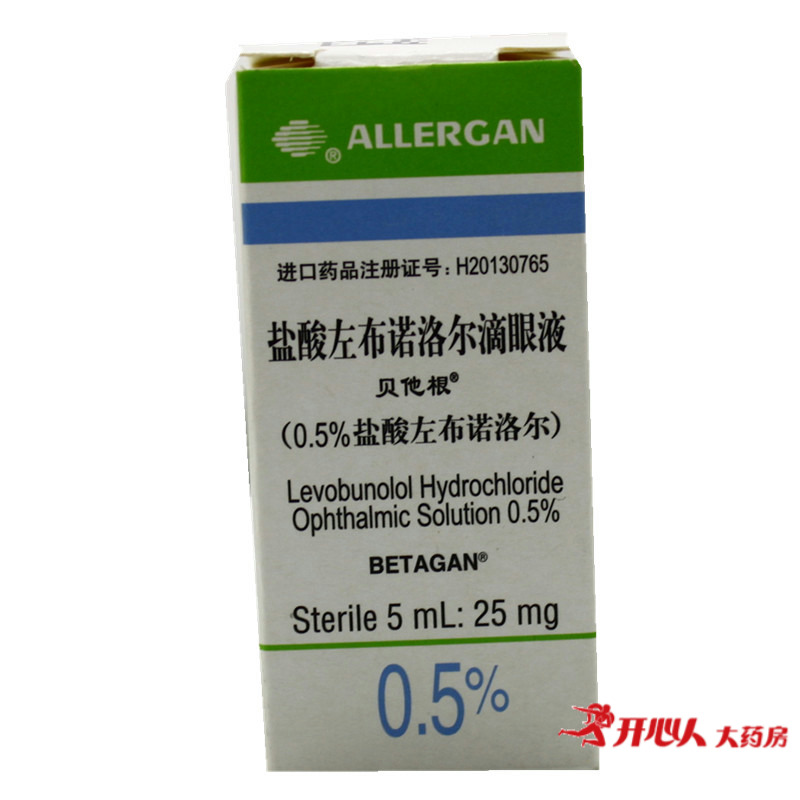 ALLERGAN
进口药品注册证号：H20130765
盐酸左布诺洛尔滴眼液
贝他根®
（0.5%盐酸左布诺洛尔）
Levobunolol Hydrochloride
Ophthalmic Solution 0.5%
BETAGAN®
Sterile 5 mL: 25 mg
0.5%
开心人大药房